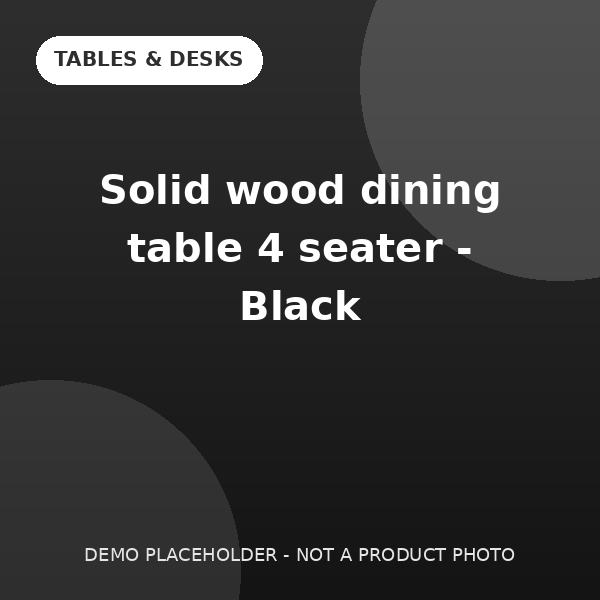 TABLES & DESKS
Solid wood dining
table 4 seater -
Black
DEMO PLACEHOLDER - NOT A PRODUCT PHOTO